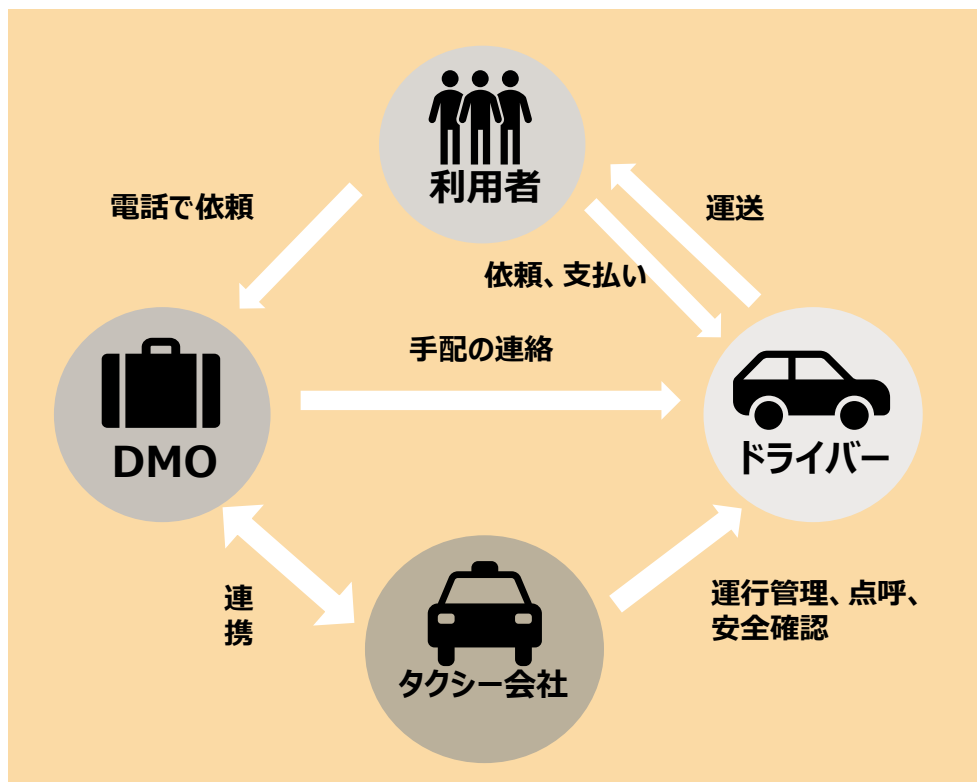 利用者
電話で依頼
運送
依頼、支払い
手配の連絡
DMO
ドライバー
連
携
タクシー会社
運行管理、点呼、
安全確認